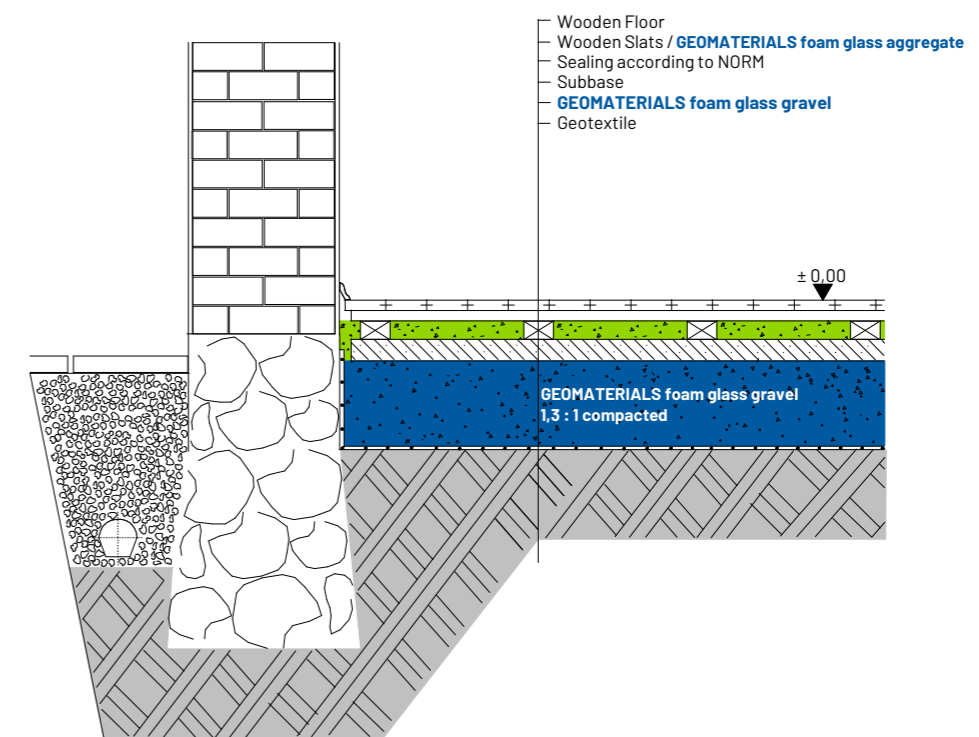 Wooden Floor
Wooden Slats / GEOMATERIALS foam glass aggregate
Sealing according to NORM
Subbase
GEOMATERIALS foam glass gravel
Geotextile
± 0,00
GEOMATERIALS foam glass gravel
1,3 : 1 compacted